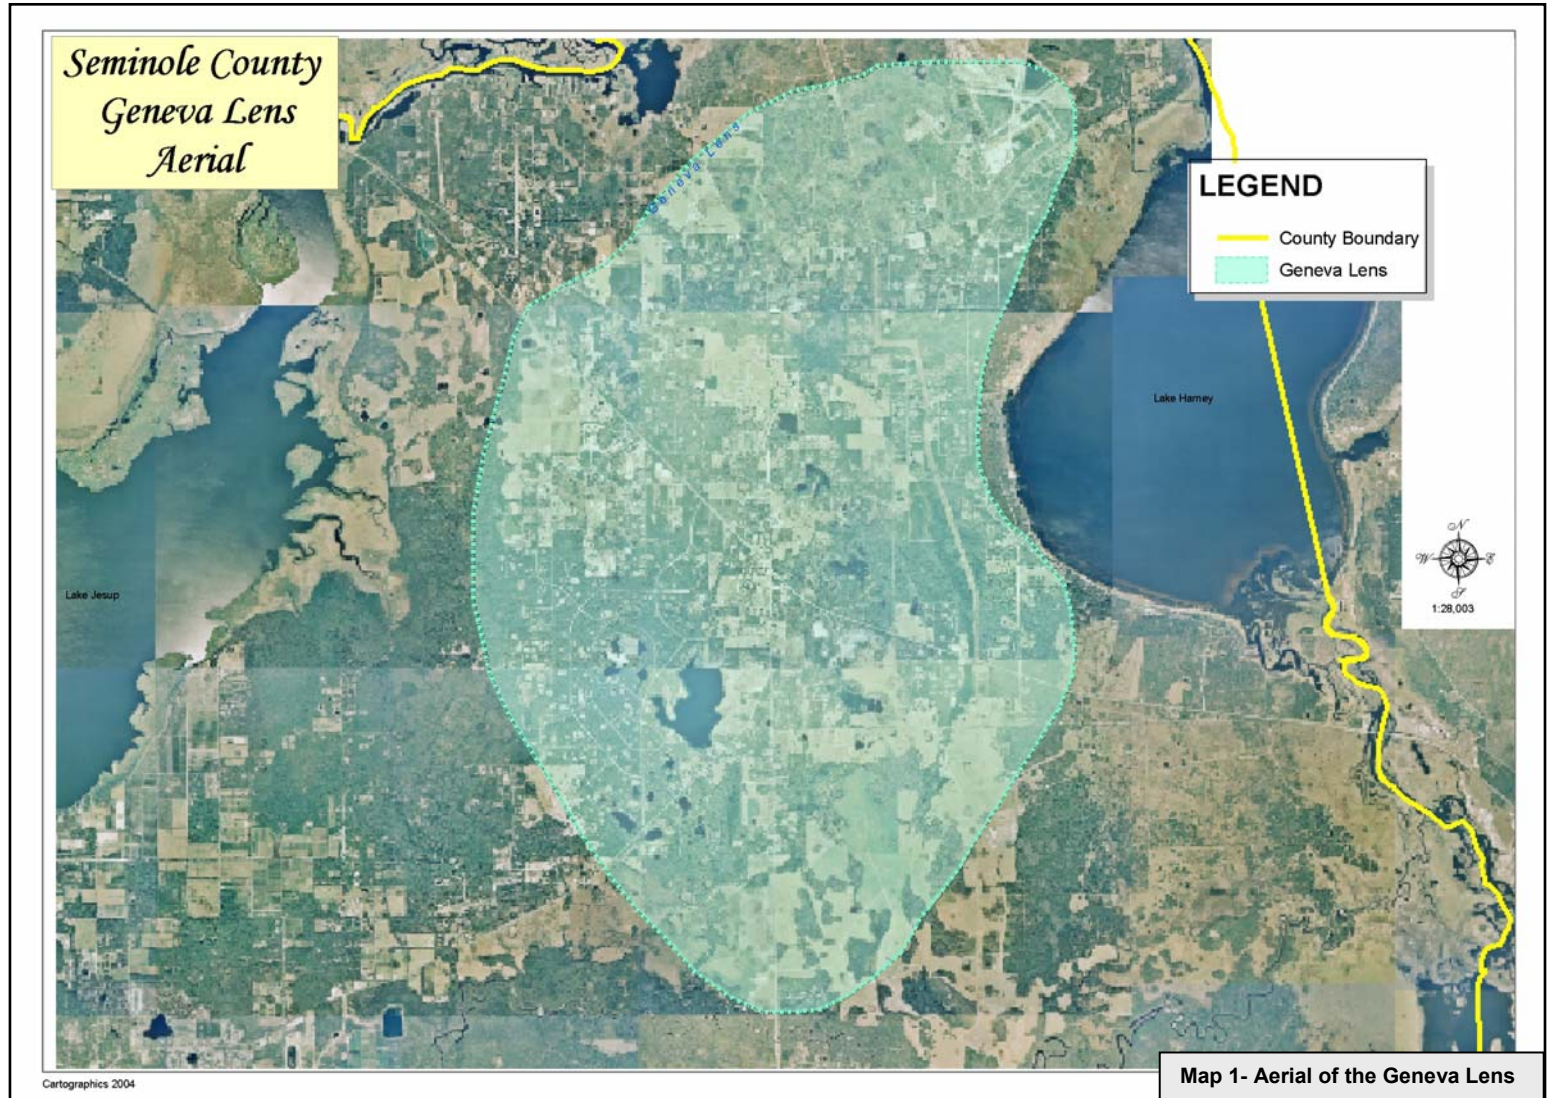 Seminole County
Geneva Lens
Aerial
Geneva Lens
LEGEND
County Boundary
Geneva Lens
Lake Harney
Lake Jesup
N
W
E
S
1:28,003
Cartographics 2004
Map 1- Aerial of the Geneva Lens